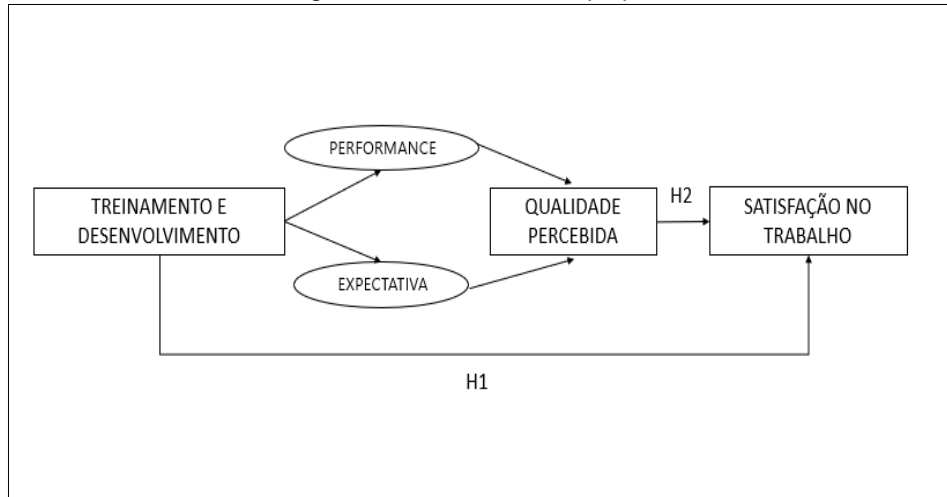 PERFORMANCE
TREINAMENTO E
DESENVOLVIMENTO
EXPECTATIVA
QUALIDADE
PERCEBIDA
H2
SATISFAÇÃO NO
TRABALHO
H1